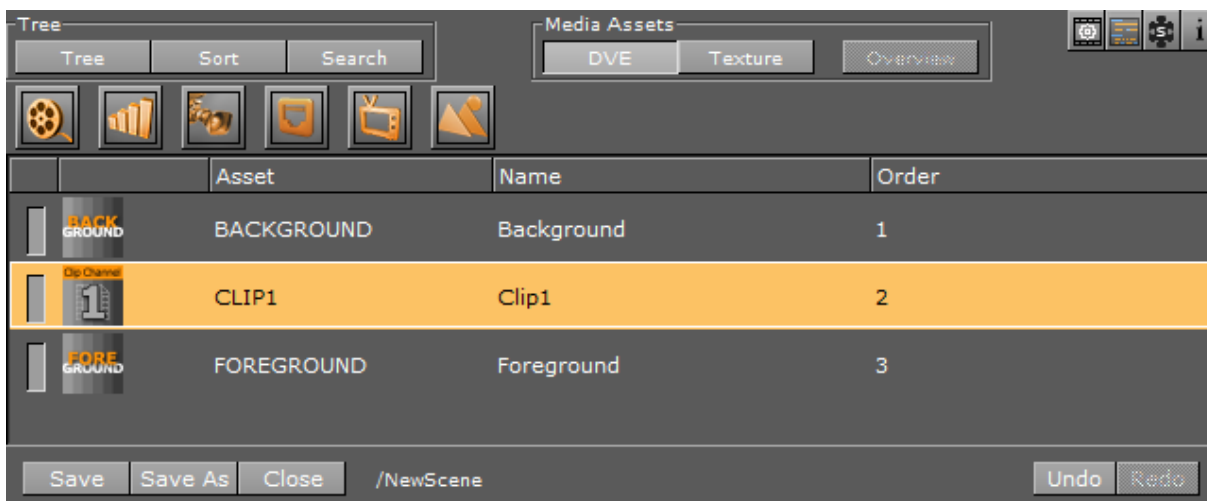 Tree Media Assets
Tree Sort Search DVE Texture Overview
S i
Asset Name Order
BACK
GROUND BACKGROUND Background 1
Clip Channel
1 CLIP1 Clip1 2
FORE
GROUND FOREGROUND Foreground 3
Save Save As Close /NewScene Undo Redo